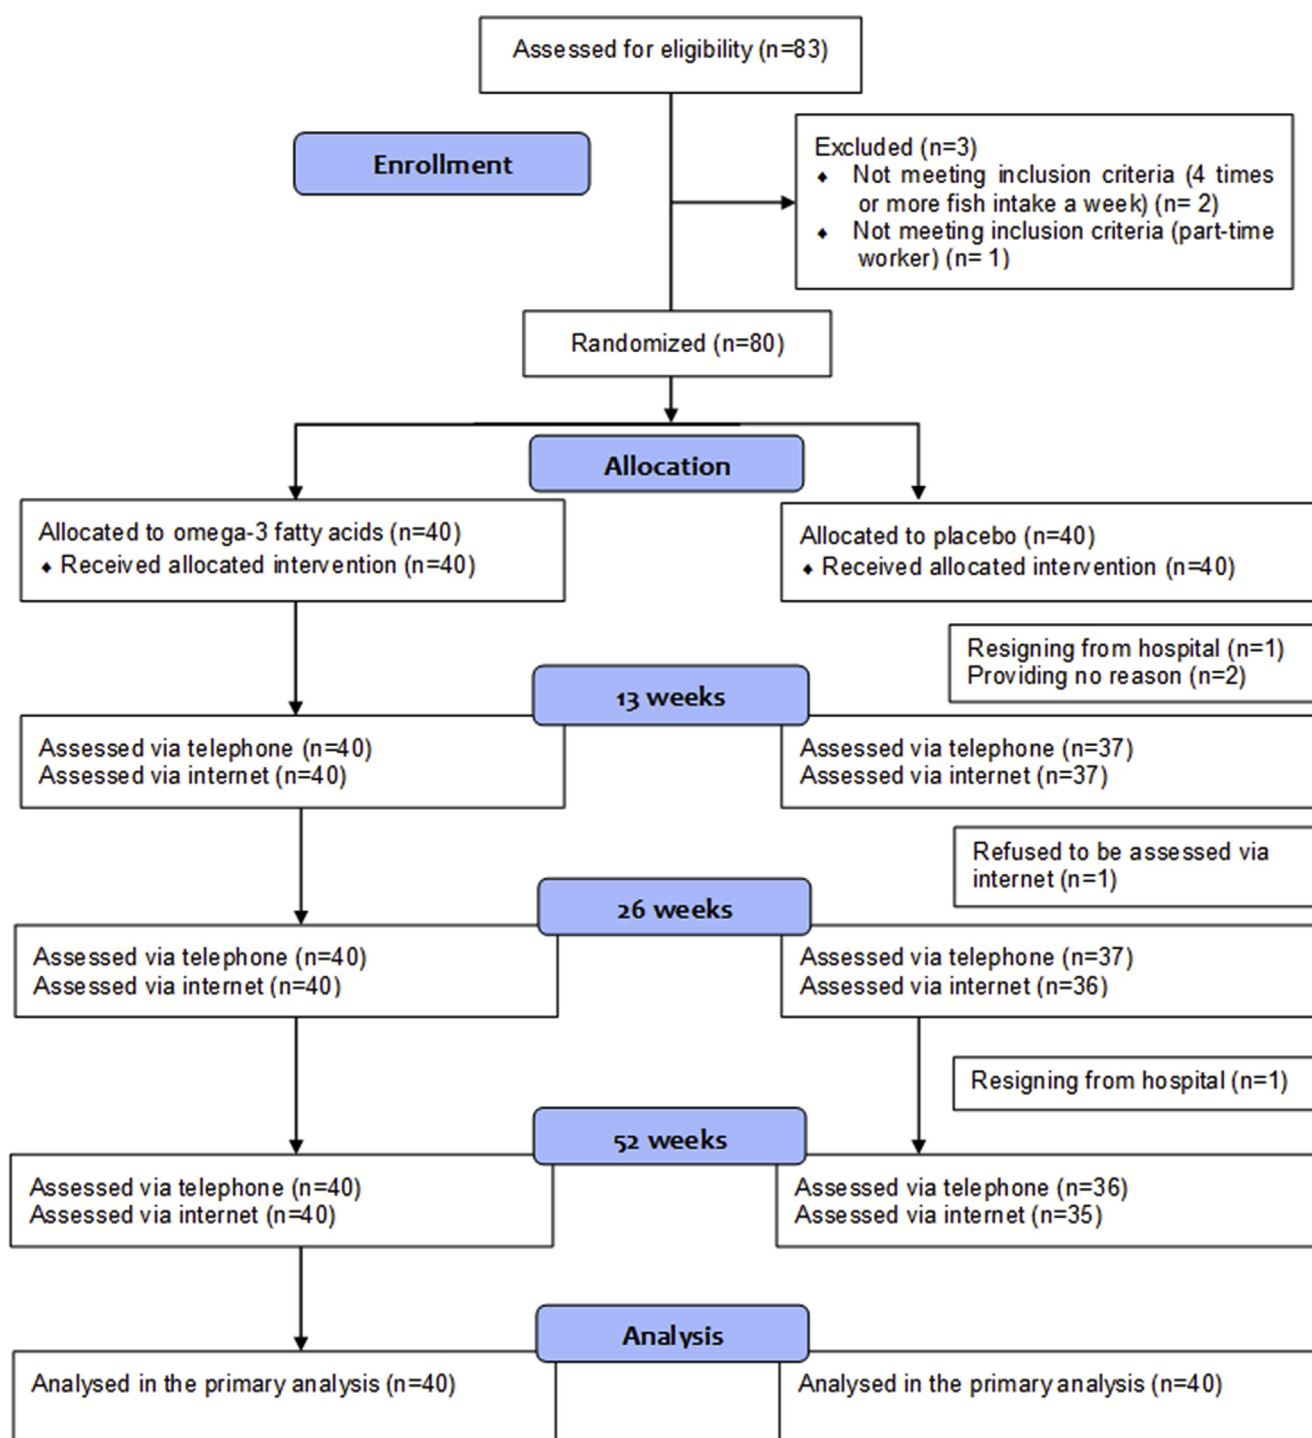 Assessed for eligibility (n=83)
Enrollment
Excluded (n=3)
♦ Not meeting inclusion criteria (4 times
or more fish intake a week) (n= 2)
♦ Not meeting inclusion criteria (part-time
worker) (n= 1)
Randomized (n=80)
Allocation
Allocated to omega-3 fatty acids (n=40)
♦ Received allocated intervention (n=40)
Allocated to placebo (n=40)
♦ Received allocated intervention (n=40)
Resigning from hospital (n=1)
Providing no reason (n=2)
13 weeks
Assessed via telephone (n=40)
Assessed via internet (n=40)
Assessed via telephone (n=37)
Assessed via internet (n=37)
Refused to be assessed via
internet (n=1)
26 weeks
Assessed via telephone (n=40)
Assessed via internet (n=40)
Assessed via telephone (n=37)
Assessed via internet (n=36)
Resigning from hospital (n=1)
52 weeks
Assessed via telephone (n=40)
Assessed via internet (n=40)
Assessed via telephone (n=36)
Assessed via internet (n=35)
Analysis
Analysed in the primary analysis (n=40)
Analysed in the primary analysis (n=40)